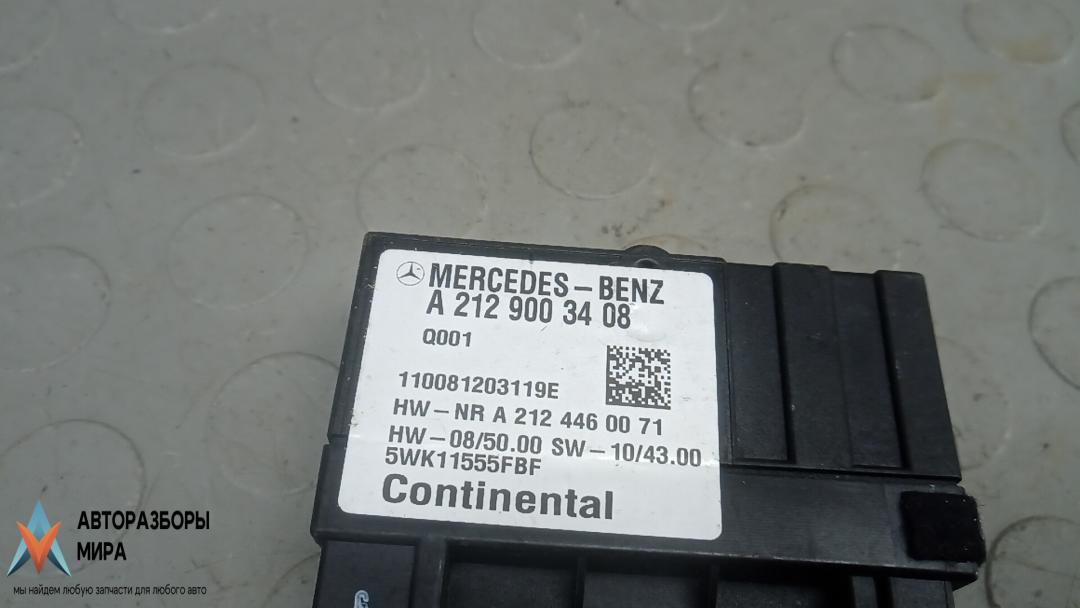 MERCEDES-BENZ
A 212 900 34 08
Q001
110081203119E
HW-NR A 212 446 00 71
HW-08/50.00 SW-10/43.00
5WK11555FBF
Continental
АВТОРАЗБОРЫ
МИРА
мы найдем любую запчасти для любого авто